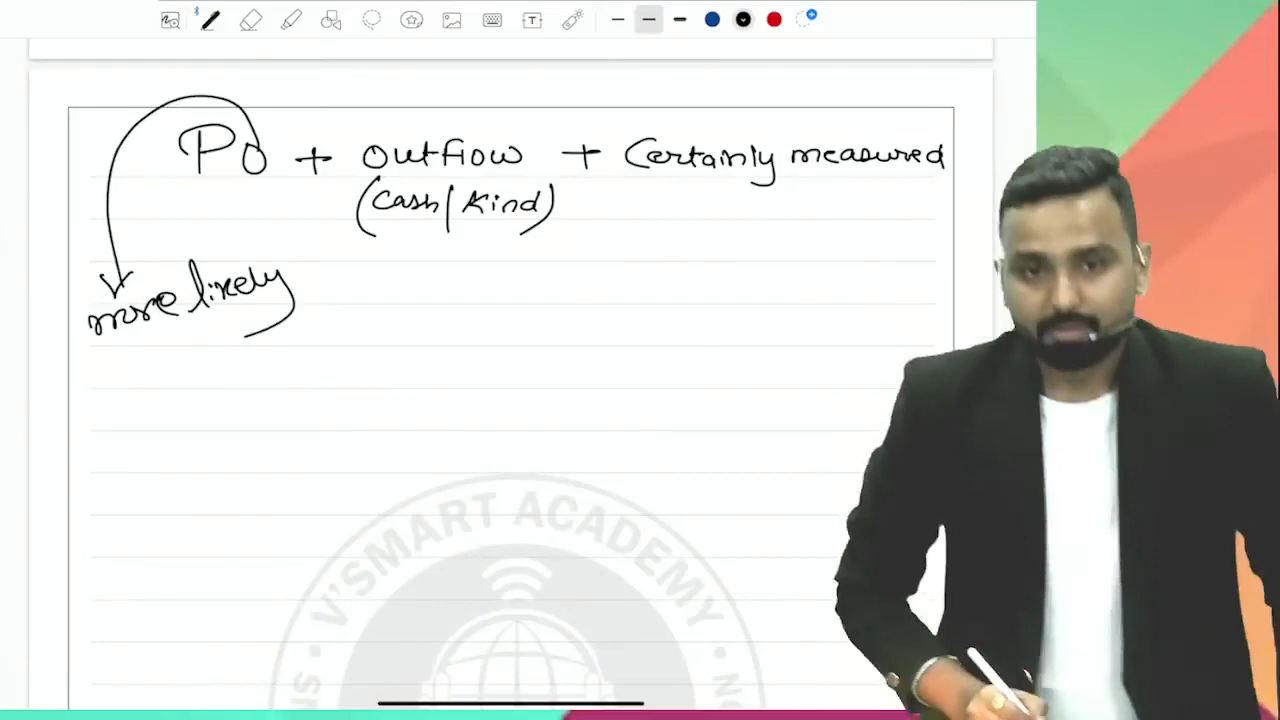 Po + outflow + Certainly measured
(Cash/Kind)
more likely
V'SMART ACADEMY